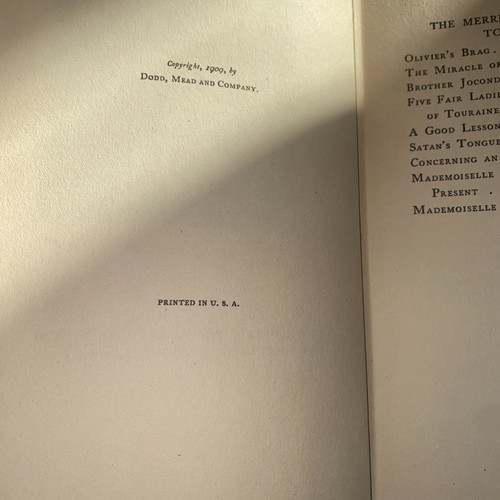 Copyright, 1909, by
DODD, MEAD AND COMPANY.
PRINTED IN U. S. A.
THE MERR
TO
OLIVIER'S BRAG .
THE MIRACLE OF
BROTHER JOCOND
FIVE FAIR LADIE
OF TOURAINE
A GOOD LESSON
SATAN'S TONGUE
CONCERNING AN
MADEMOISELLE
PRESENT .
MADEMOISELLE